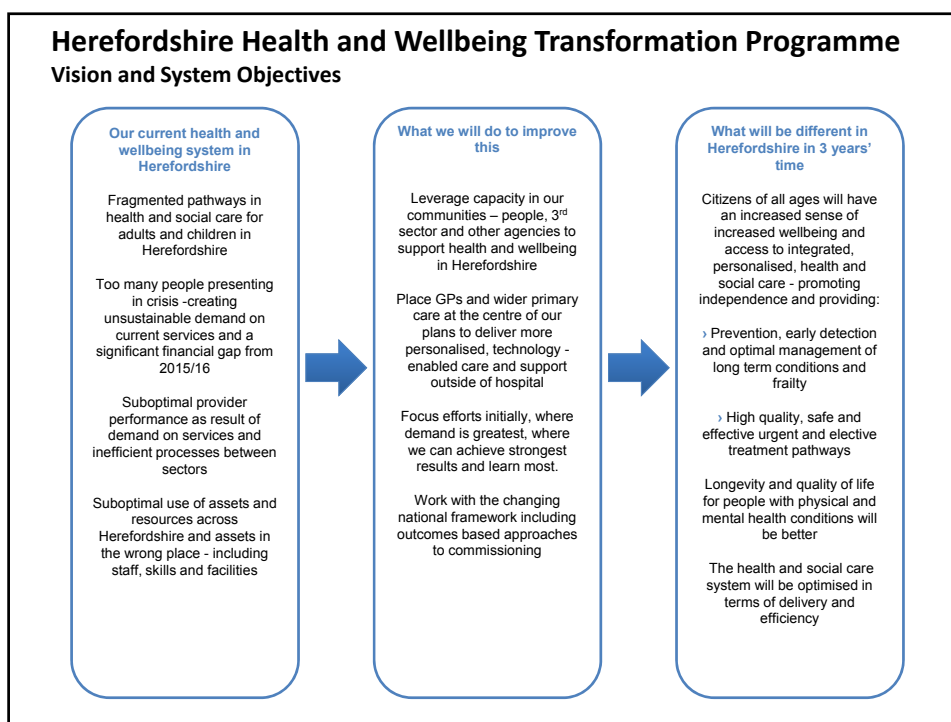 Herefordshire Health and Wellbeing Transformation Programme
Vision and System Objectives
Our current health and
wellbeing system in
Herefordshire
Fragmented pathways in
health and social care for
adults and children in
Herefordshire
Too many people presenting
in crisis -creating
unsustainable demand on
current services and a
significant financial gap from
2015/16
Suboptimal provider
performance as result of
demand on services and
inefficient processes between
sectors
Suboptimal use of assets and
resources across
Herefordshire and assets in
the wrong place - including
staff, skills and facilities
What we will do to improve
this
Leverage capacity in our
communities – people, 3rd
sector and other agencies to
support health and wellbeing
in Herefordshire
Place GPs and wider primary
care at the centre of our
plans to deliver more
personalised, technology -
enabled care and support
outside of hospital
Focus efforts initially, where
demand is greatest, where
we can achieve strongest
results and learn most.
Work with the changing
national framework including
outcomes based approaches
to commissioning
What will be different in
Herefordshire in 3 years'
time
Citizens of all ages will have
an increased sense of
increased wellbeing and
access to integrated,
personalised, health and
social care - promoting
independence and providing:
› Prevention, early detection
and optimal management of
long term conditions and
frailty
› High quality, safe and
effective urgent and elective
treatment pathways
Longevity and quality of life
for people with physical and
mental health conditions will
be better
The health and social care
system will be optimised in
terms of delivery and
efficiency